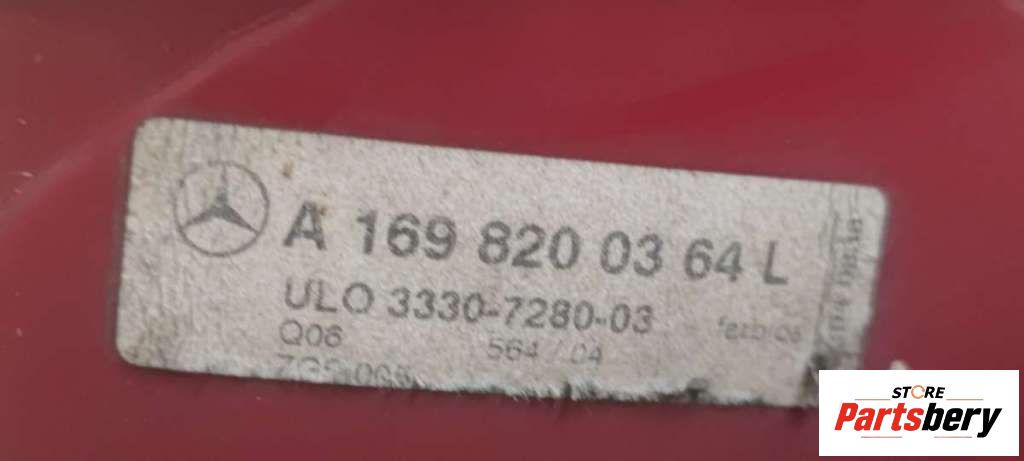 A 169 820 03 64 L
ULO 3330-7280-03
Q06 564 / 04
STORE
Partsbery